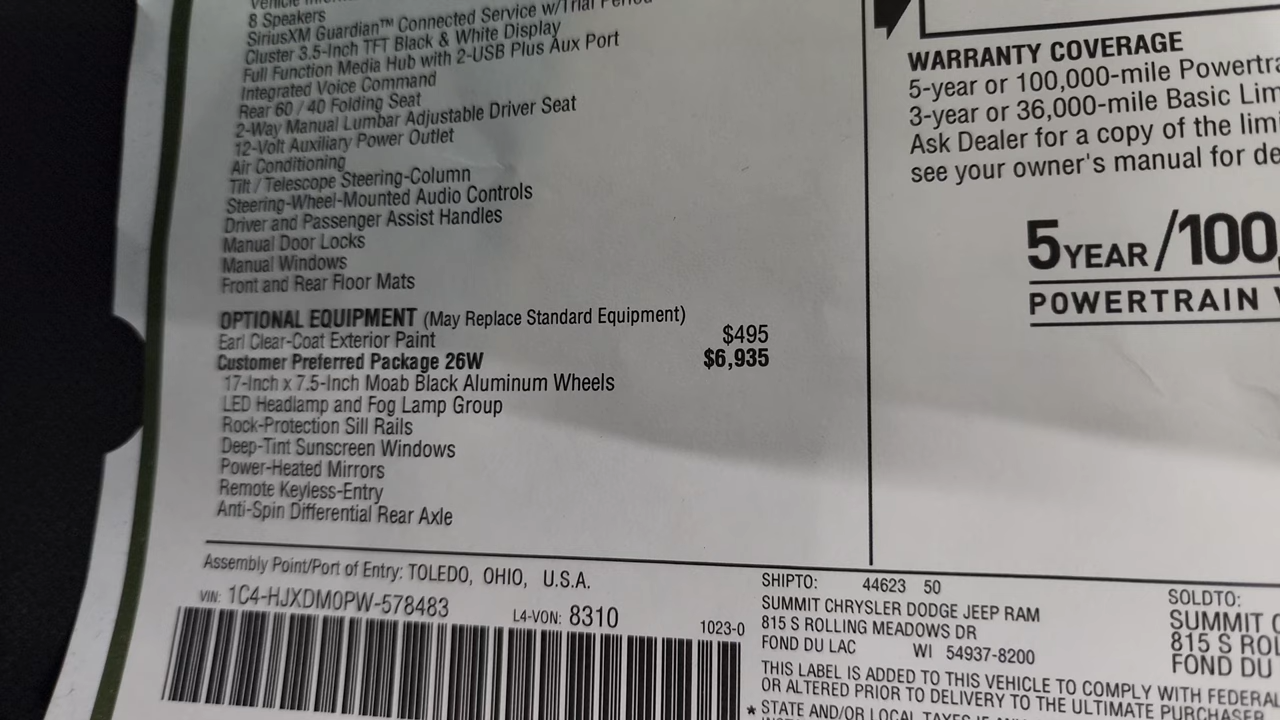 8 Speakers
SiriusXM Guardian™ Connected Service w/Trial Period
Cluster 3.5-Inch TFT Black & White Display
Full Function Media Hub with 2-USB Plus Aux Port
Integrated Voice Command
Rear 60 / 40 Folding Seat
2-Way Manual Lumbar Adjustable Driver Seat
12-Volt Auxiliary Power Outlet
Air Conditioning
Tilt / Telescope Steering-Column
Steering-Wheel-Mounted Audio Controls
Driver and Passenger Assist Handles
Manual Door Locks
Manual Windows
Front and Rear Floor Mats
OPTIONAL EQUIPMENT (May Replace Standard Equipment)
Earl Clear-Coat Exterior Paint $495
Customer Preferred Package 26W $6,935
17-Inch x 7.5-Inch Moab Black Aluminum Wheels
LED Headlamp and Fog Lamp Group
Rock-Protection Sill Rails
Deep-Tint Sunscreen Windows
Power-Heated Mirrors
Remote Keyless-Entry
Anti-Spin Differential Rear Axle
WARRANTY COVERAGE
5-year or 100,000-mile Powertra
3-year or 36,000-mile Basic Lim
Ask Dealer for a copy of the limi
see your owner's manual for de
5 YEAR/100,
POWERTRAIN
Assembly Point/Port of Entry: TOLEDO, OHIO, U.S.A.
VIN: 1C4-HJXDM0PW-578483 L4-VON: 8310
1023-0
SHIPTO: 44623 50
SUMMIT CHRYSLER DODGE JEEP RAM
815 S ROLLING MEADOWS DR
FOND DU LAC WI 54937-8200
SOLDTO:
SUMMIT C
815 S ROL
FOND DU
THIS LABEL IS ADDED TO THIS VEHICLE TO COMPLY WITH FEDERAL
OR ALTERED PRIOR TO DELIVERY TO THE ULTIMATE PURCHASER.
* STATE AND/OR LOCAL TAXES